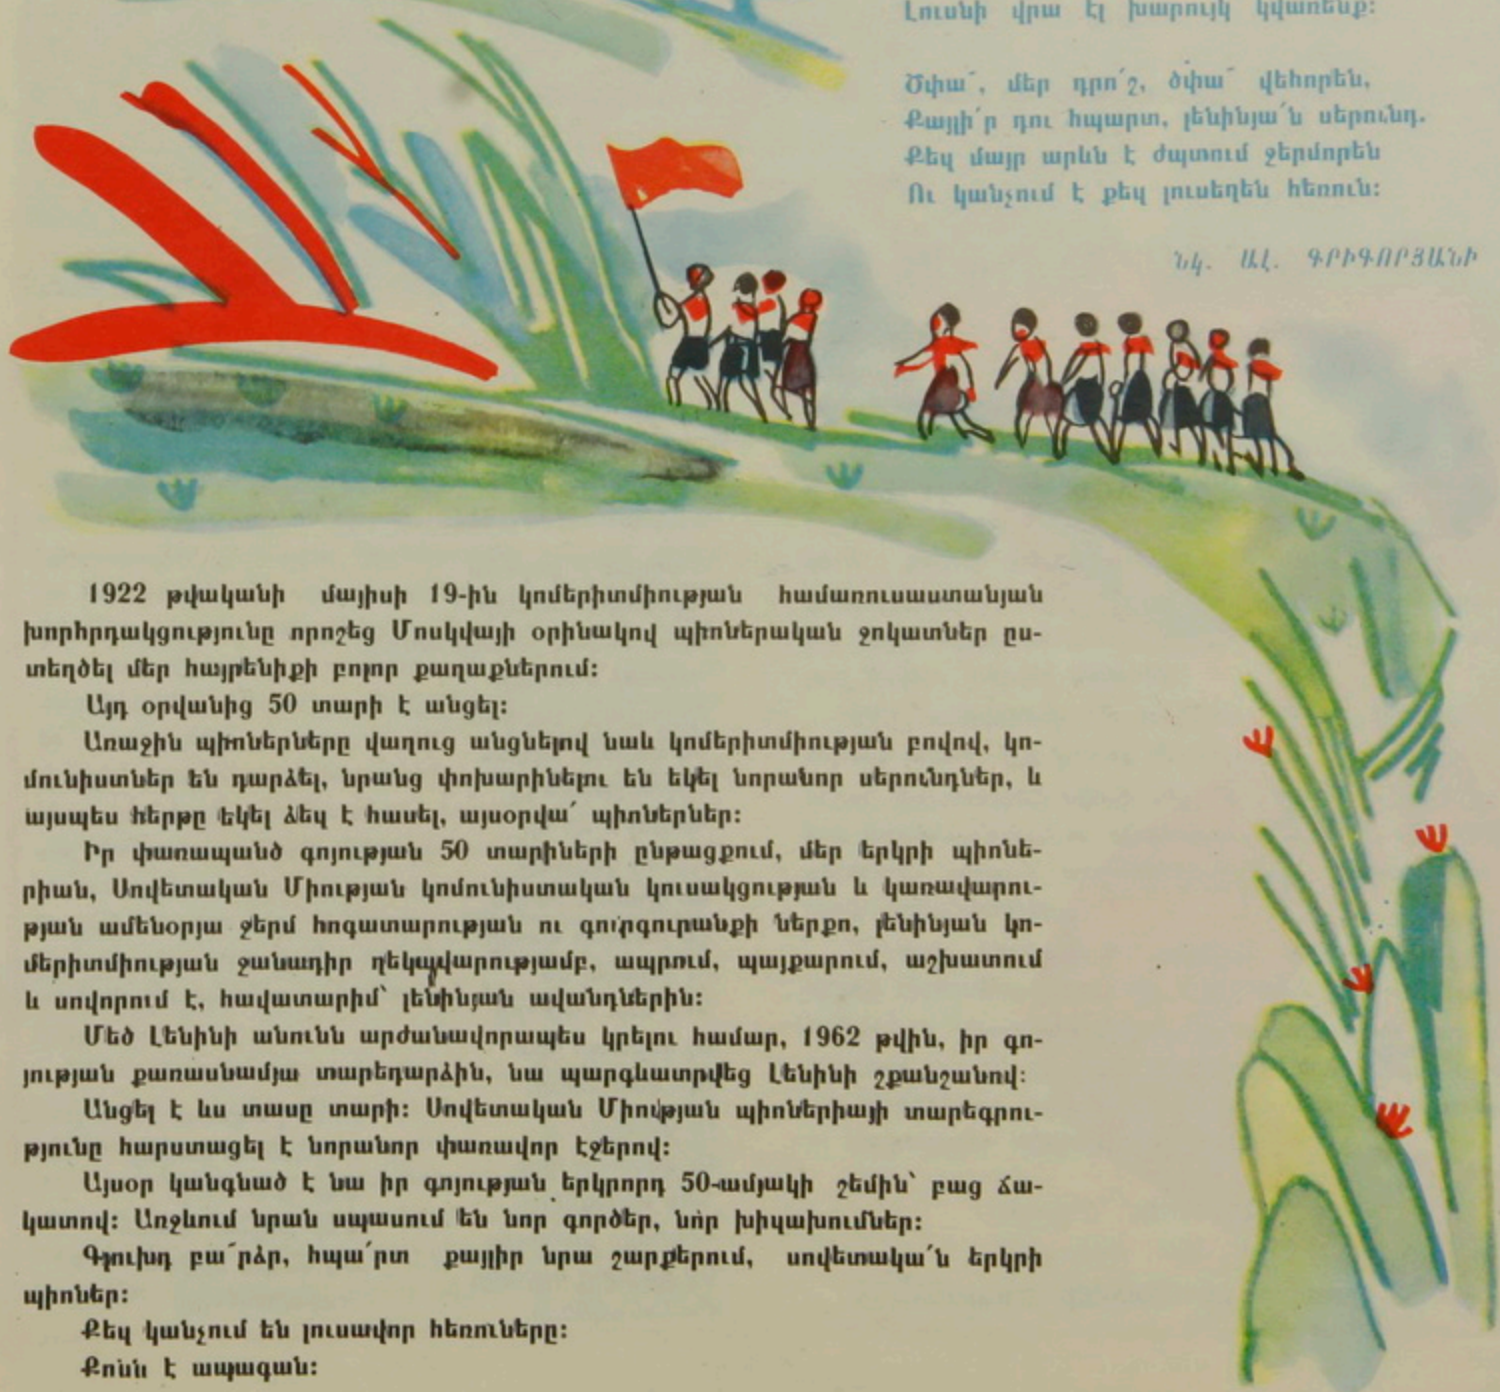 Լուսնի վրա էլ խարույկ կվառենք:
Ծփա՜, մեր դրո՛շ, ծփա՜ վեհորեն,
Քայլի՛ր դու հպարտ, լենինյա՛ն սերունդ.
Քեզ մայր արևն է ժպտում ջերմորեն
Ու կանչում է քեզ լուսեղեն հեռուն:
Նկ. ԱԼ. ԳՐԻԳՈՐՅԱՆԻ
1922 թվականի մայիսի 19-ին կոմերիտմիության համառուսաստանյան
խորհրդակցությունը որոշեց Մոսկվայի օրինակով պիոներական ջոկատներ ըս-
տեղծել մեր հայրենիքի բոլոր քաղաքներում:
Այդ օրվանից 50 տարի է անցել:
Առաջին պիոներները վաղուց անցնելով նաև կոմերիտմիության բովով, կո-
մունիստներ են դարձել, նրանց փոխարինելու են եկել նորանոր սերունդներ, և
այսպես հերթը եկել ձեզ է հասել, այսօրվա՛ պիոներներ:
Իր փառապանծ գոյության 50 տարիների ընթացքում, մեր երկրի պիոնե-
րիան, Սովետական Միության կոմունիստական կուսակցության և կառավարու-
թյան ամենօրյա ջերմ հոգատարության ու գուրգուրանքի ներքո, լենինյան կո-
մերիտմիության ջանադիր ղեկավարությամբ, ապրում, պայքարում, աշխատում
և սովորում է, հավատարիմ՝ լենինյան ավանդներին:
Մեծ Լենինի անունն արժանավորապես կրելու համար, 1962 թվին, իր գո-
յության քառասնամյա տարեդարձին, նա պարգևատրվեց Լենինի շքանշանով:
Անցել է ևս տասը տարի: Սովետական Միության պիոներիայի տարեգրու-
թյունը հարստացել է նորանոր փառավոր էջերով:
Այսօր կանգնած է նա իր գոյության երկրորդ 50-ամյակի շեմին՝ բաց ճա-
կատով: Առջևում նրան սպասում են նոր գործեր, նոր խիզախումներ:
Գլուխդ բա՜րձր, հպա՛րտ քայլիր նրա շարքերում, սովետական՛ն երկրի
պիոներ:
Քեզ կանչում են լուսավոր հեռուները:
Քոնն է ապագան: